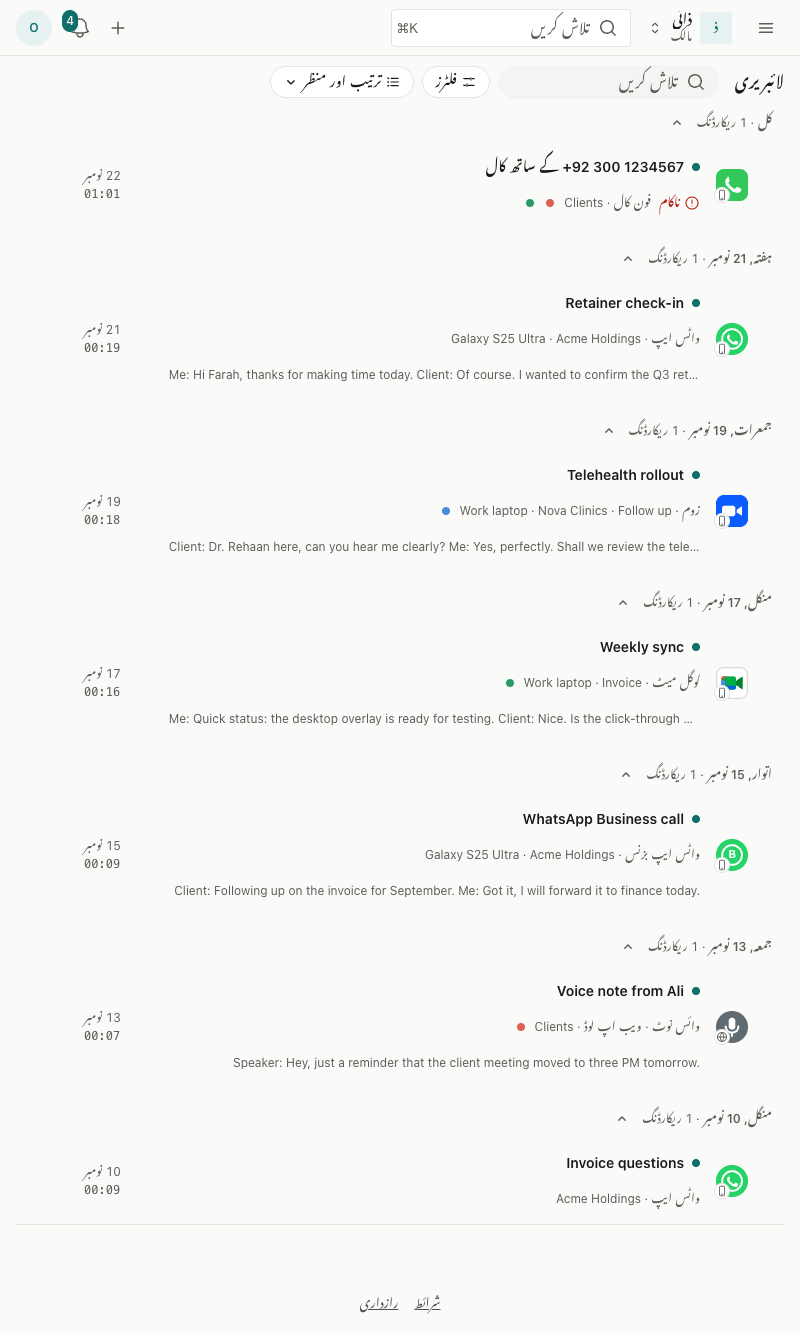 ذ
ذاتی
مالک
تلاش کریں
⌘K
4
O
لائبریری
تلاش کریں
فلٹرز
ترتیب اور منظر
کل · 1 ریکارڈنگ
+92 300 1234567 کے ساتھ کال
ناکام فون کال · Clients
22 نومبر
01:01
ہفتہ, 21 نومبر · 1 ریکارڈنگ
Retainer check-in
واٹس ایپ · Galaxy S25 Ultra · Acme Holdings
Me: Hi Farah, thanks for making time today. Client: Of course. I wanted to confirm the Q3 ret...
21 نومبر
00:19
جمعرات, 19 نومبر · 1 ریکارڈنگ
Telehealth rollout
زوم · Work laptop · Nova Clinics · Follow up
Client: Dr. Rehaan here, can you hear me clearly? Me: Yes, perfectly. Shall we review the tele...
19 نومبر
00:18
منگل, 17 نومبر · 1 ریکارڈنگ
Weekly sync
گوگل میٹ · Work laptop · Invoice
Me: Quick status: the desktop overlay is ready for testing. Client: Nice. Is the click-through ...
17 نومبر
00:16
اتوار, 15 نومبر · 1 ریکارڈنگ
WhatsApp Business call
واٹس ایپ بزنس · Galaxy S25 Ultra · Acme Holdings
Client: Following up on the invoice for September. Me: Got it, I will forward it to finance today.
15 نومبر
00:09
جمعہ, 13 نومبر · 1 ریکارڈنگ
Voice note from Ali
وائس نوٹ · ویب اپ لوڈ · Clients
Speaker: Hey, just a reminder that the client meeting moved to three PM tomorrow.
13 نومبر
00:07
منگل, 10 نومبر · 1 ریکارڈنگ
Invoice questions
واٹس ایپ · Acme Holdings
10 نومبر
00:09
شرائط
رازداری